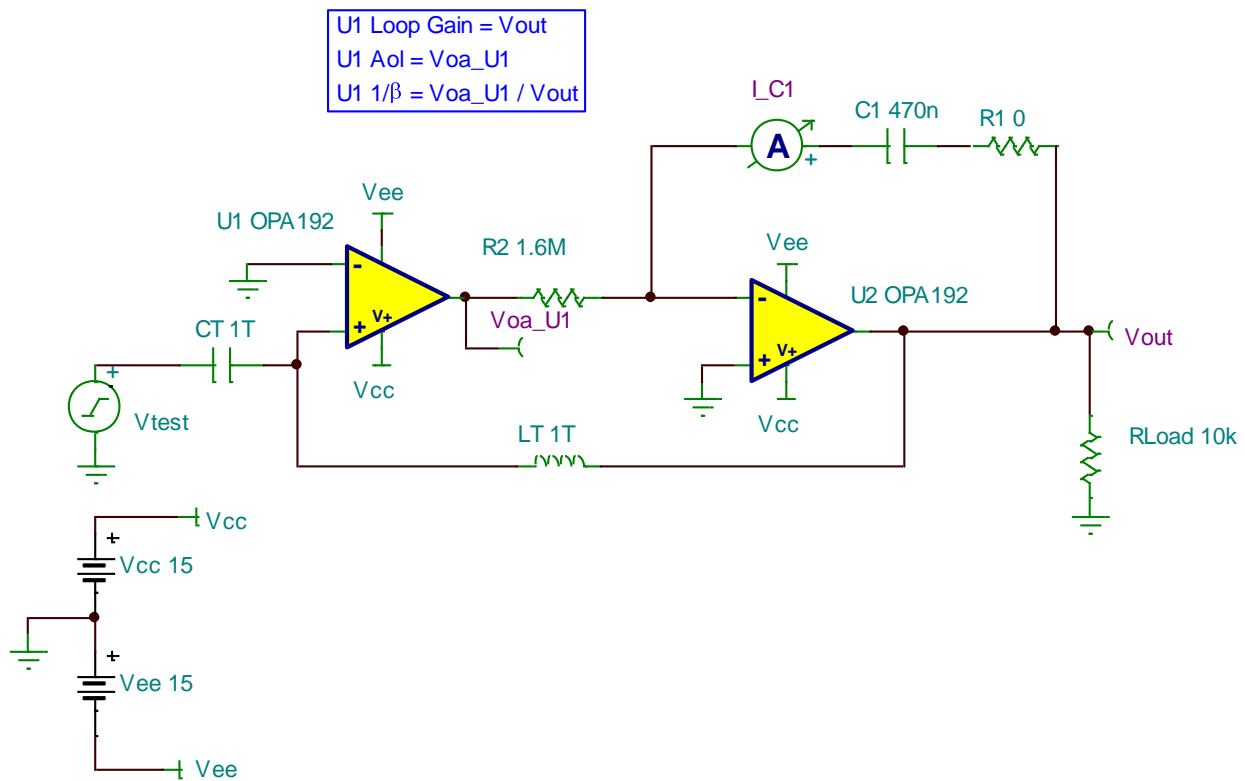 U1 Loop Gain = Vout
U1 Aol = Voa_U1
U1 1/β = Voa_U1 / Vout
I_C1
C1 470n
R1 0
A
+
Vee
U1 OPA192
R2 1.6M
Vee
U2 OPA192
-
+
V+
Voa_U1
-
+
V+
Vout
CT 1T
+
Vtest
Vcc
Vcc
LT 1T
RLoad 10k
Vcc
+
Vcc 15
+
Vee 15
Vee